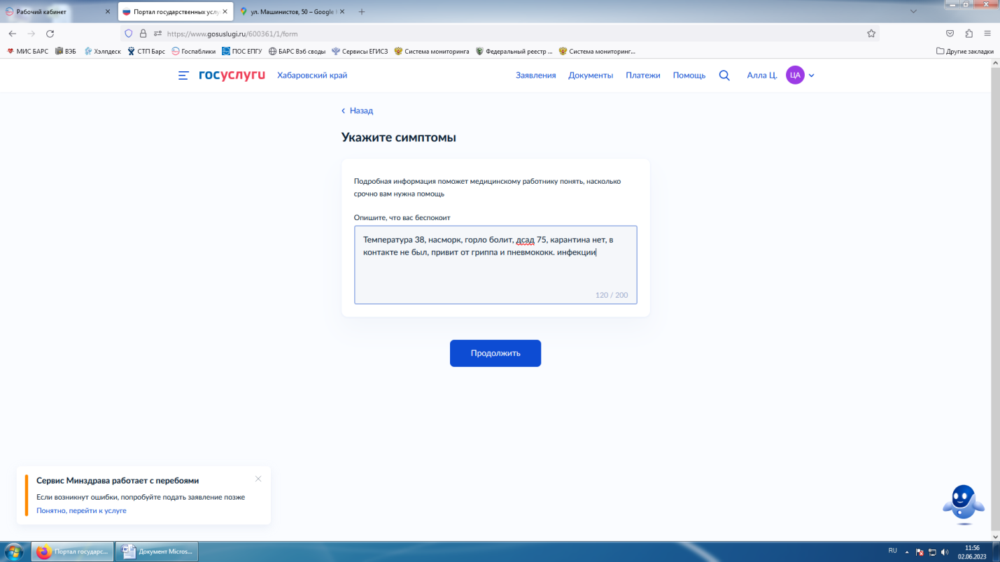 Рабочий кабинет
Портал государственных услу
ул. Машинистов, 50 – Google
https://www.gosuslugi.ru/600361/1/form
МИС БАРС
ВЭБ
Хэлпдеск
СТП Барс
Госпаблики
ПОС ЕПГУ
БАРС Вэб своды
Сервисы ЕГИСЗ
Система мониторинга
Федеральный реестр ...
Система мониторинг...
Другие закладки
госуслуги
Хабаровский край
Заявления
Документы
Платежи
Помощь
Алла Ц.
ЦА
Назад
Укажите симптомы
Подробная информация поможет медицинскому работнику понять, насколько
срочно вам нужна помощь
Опишите, что вас беспокоит
Температура 38, насморк, горло болит, дсад 75, карантина нет, в
контакте не был, привит от гриппа и пневмококк. инфекции
120 / 200
Продолжить
Сервис Минздрава работает с перебоями
Если возникнут ошибки, попробуйте подать заявление позже
Понятно, перейти к услуге
Портал государс...
Документ Micros...
RU
11:56
02.06.2023